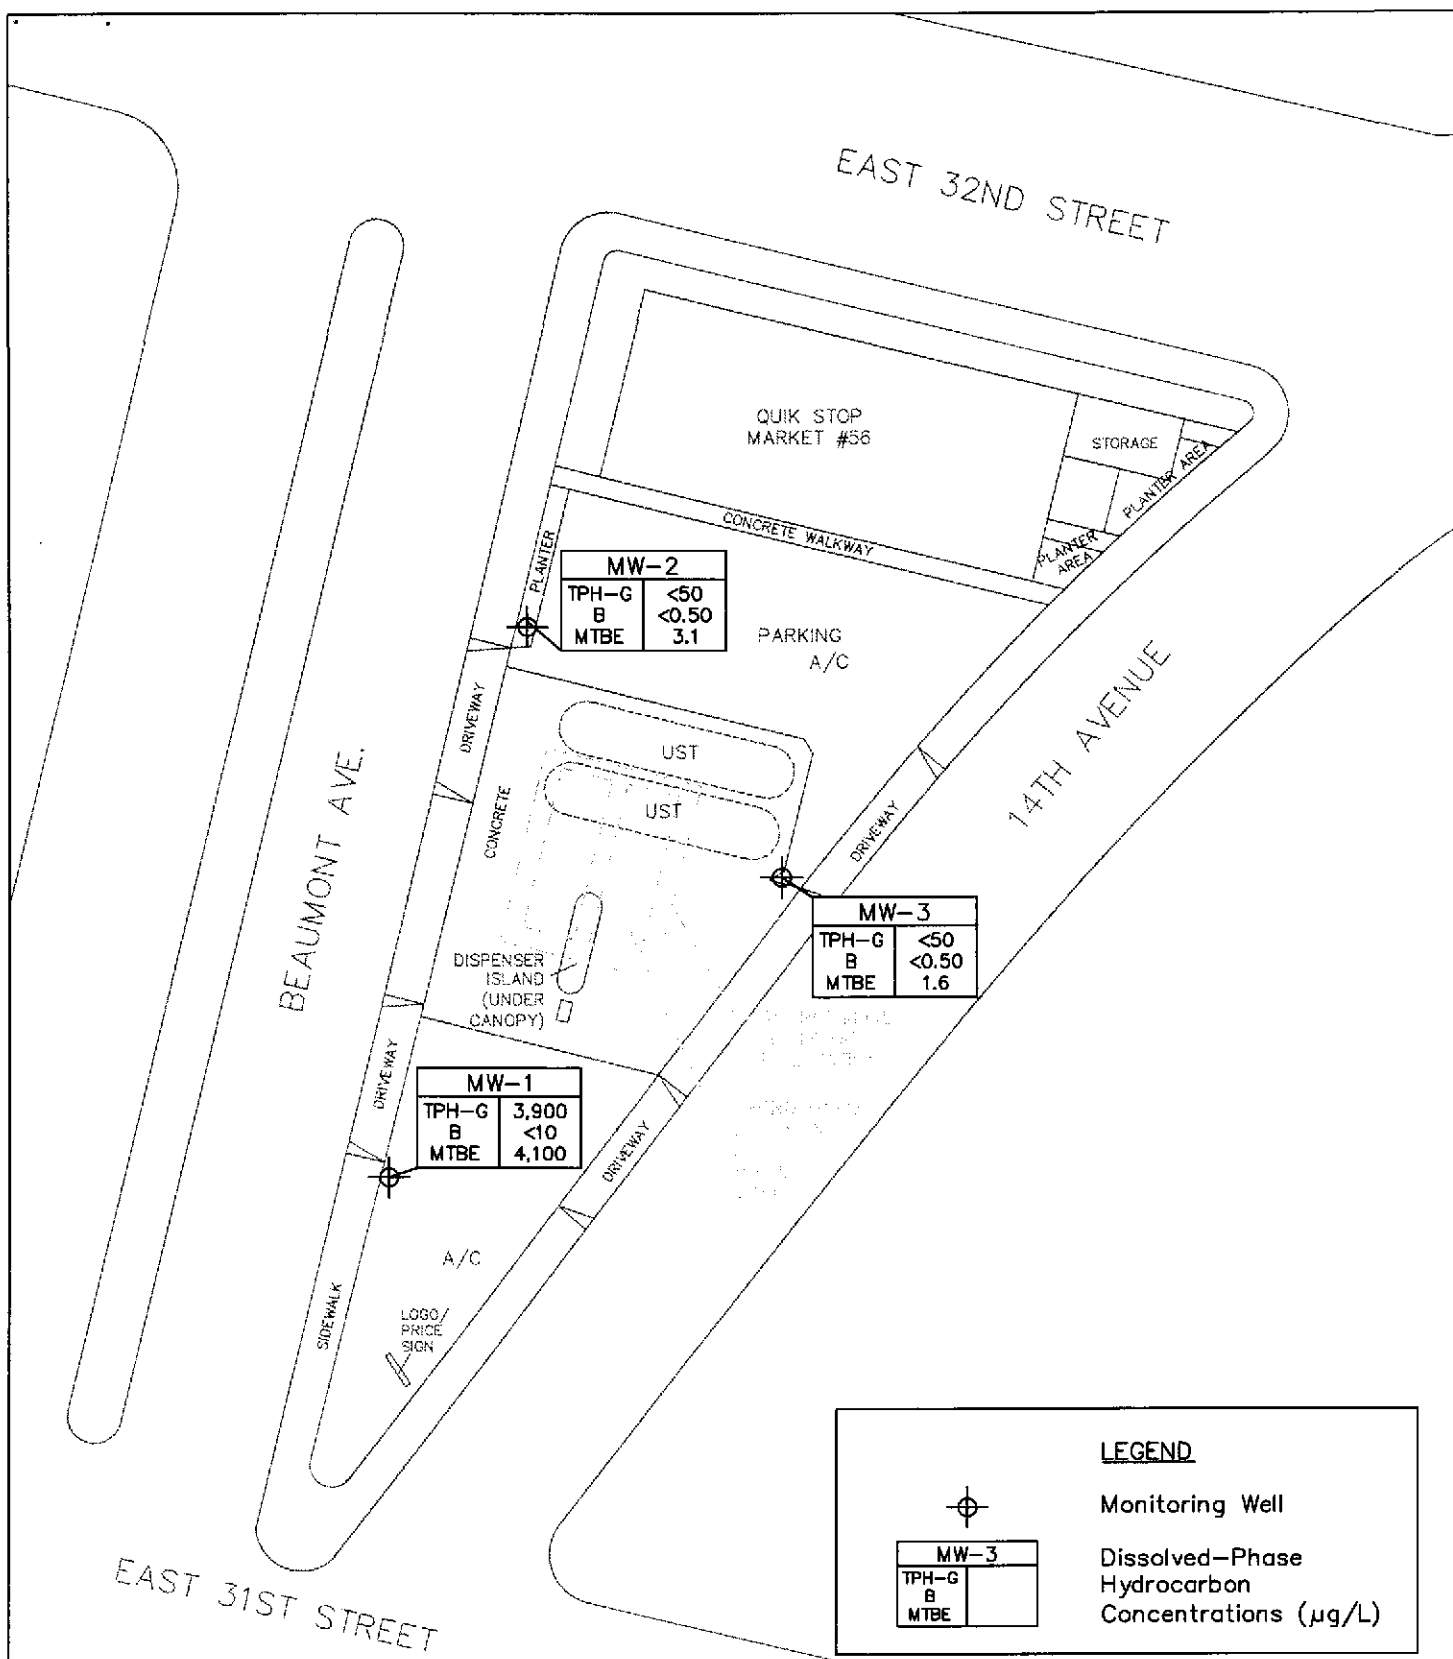 EAST 32ND STREET
QUIK STOP
MARKET #56
STORAGE
PLANTER AREA
PLANTER
AREA
CONCRETE WALKWAY
PLANTER
MW-2
TPH-G <50
B <0.50
MTBE 3.1
PARKING
A/C
DRIVEWAY
UST
UST
CONCRETE
BEAUMONT AVE.
14TH AVENUE
DRIVEWAY
MW-3
TPH-G <50
B <0.50
MTBE 1.6
DISPENSER
ISLAND
(UNDER
CANOPY)
DRIVEWAY
MW-1
TPH-G 3,900
B <10
MTBE 4,100
DRIVEWAY
A/C
SIDEWALK
LOGO/
PRICE
SIGN
EAST 31ST STREET
LEGEND
Monitoring Well
MW-3
TPH-G
B
MTBE
Dissolved-Phase
Hydrocarbon
Concentrations (µg/L)